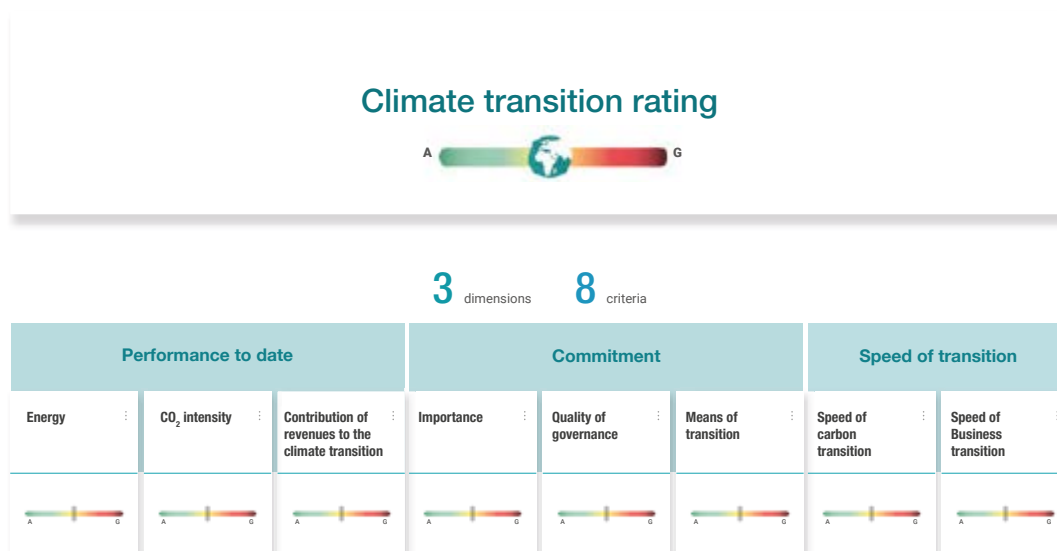 Climate transition rating
A G
3 dimensions 8 criteria
Performance to date Commitment Speed of transition
Energy
CO₂ intensity
Contribution of
revenues to the
climate transition
Importance
Quality of
governance
Means of
transition
Speed of
carbon
transition
Speed of
Business
transition
A G A G A G A G A G A G A G A G